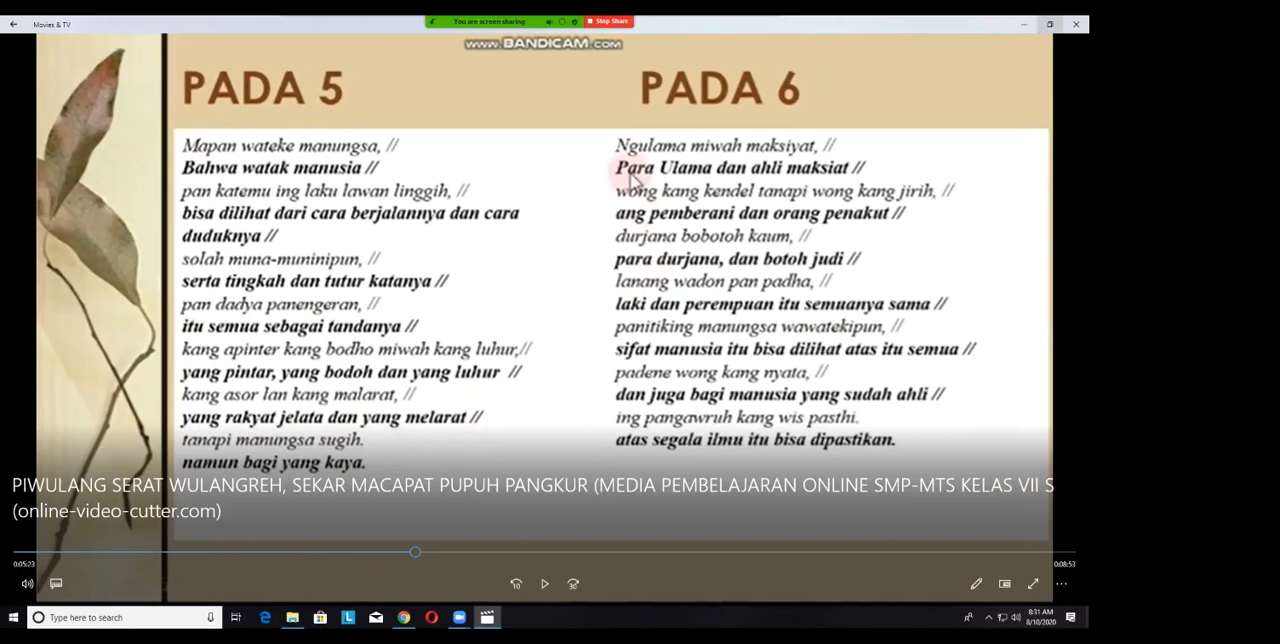 Movies & TV
You are screen sharing
Stop Share
www.BANDICAM.com
PADA 5
Mapan wateke manungsa, //
Bahwa watak manusia //
pan katemu ing laku lawan linggih, //
bisa dilihat dari cara berjalannya dan cara
duduknya //
solah muna-muninipun, //
serta tingkah dan tutur katanya //
pan dadya panengeran, //
itu semua sebagai tandanya //
kang apinter kang bodho miwah kang luhur,//
yang pintar, yang bodoh dan yang luhur //
kang asor lan kang malarat, //
yang rakyat jelata dan yang melarat //
tanapi manungsa sugih.
namun bagi yang kaya.
PADA 6
Ngulama miwah maksiyat, //
Para Ulama dan ahli maksiat //
wong kang kendel tanapi wong kang jirih, //
ang pemberani dan orang penakut //
durjana bobotoh kaum, //
para durjana, dan botoh judi //
lanang wadon pan padha, //
laki dan perempuan itu semuanya sama //
panitiking manungsa wawatekipun, //
sifat manusia itu bisa dilihat atas itu semua //
padene wong kang nyata, //
dan juga bagi manusia yang sudah ahli //
ing pangawruh kang wis pasthi.
atas segala ilmu itu bisa dipastikan.
PIWULANG SERAT WULANGREH, SEKAR MACAPAT PUPUH PANGKUR (MEDIA PEMBELAJARAN ONLINE SMP-MTS KELAS VII S
(online-video-cutter.com)
0:05:23
0:08:53
10
30
Type here to search
8:31 AM
8/10/2020